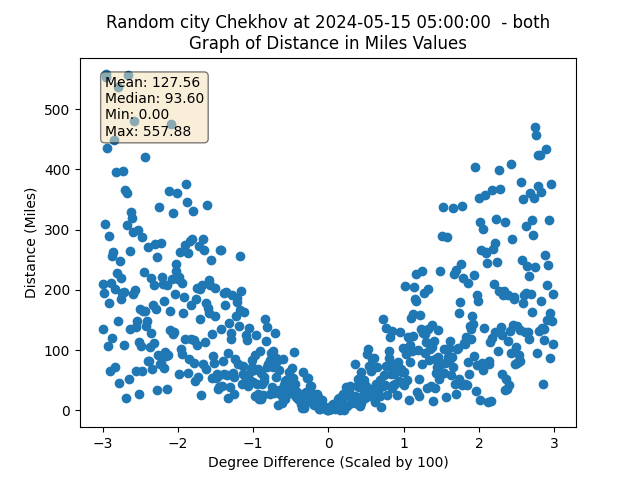 Random city Chekhov at 2024-05-15 05:00:00  - both
Graph of Distance in Miles Values
Mean: 127.56
Median: 93.60
Min: 0.00
Max: 557.88
Distance (Miles)
500
400
300
200
100
0
−3
−2
−1
0
1
2
3
Degree Difference (Scaled by 100)